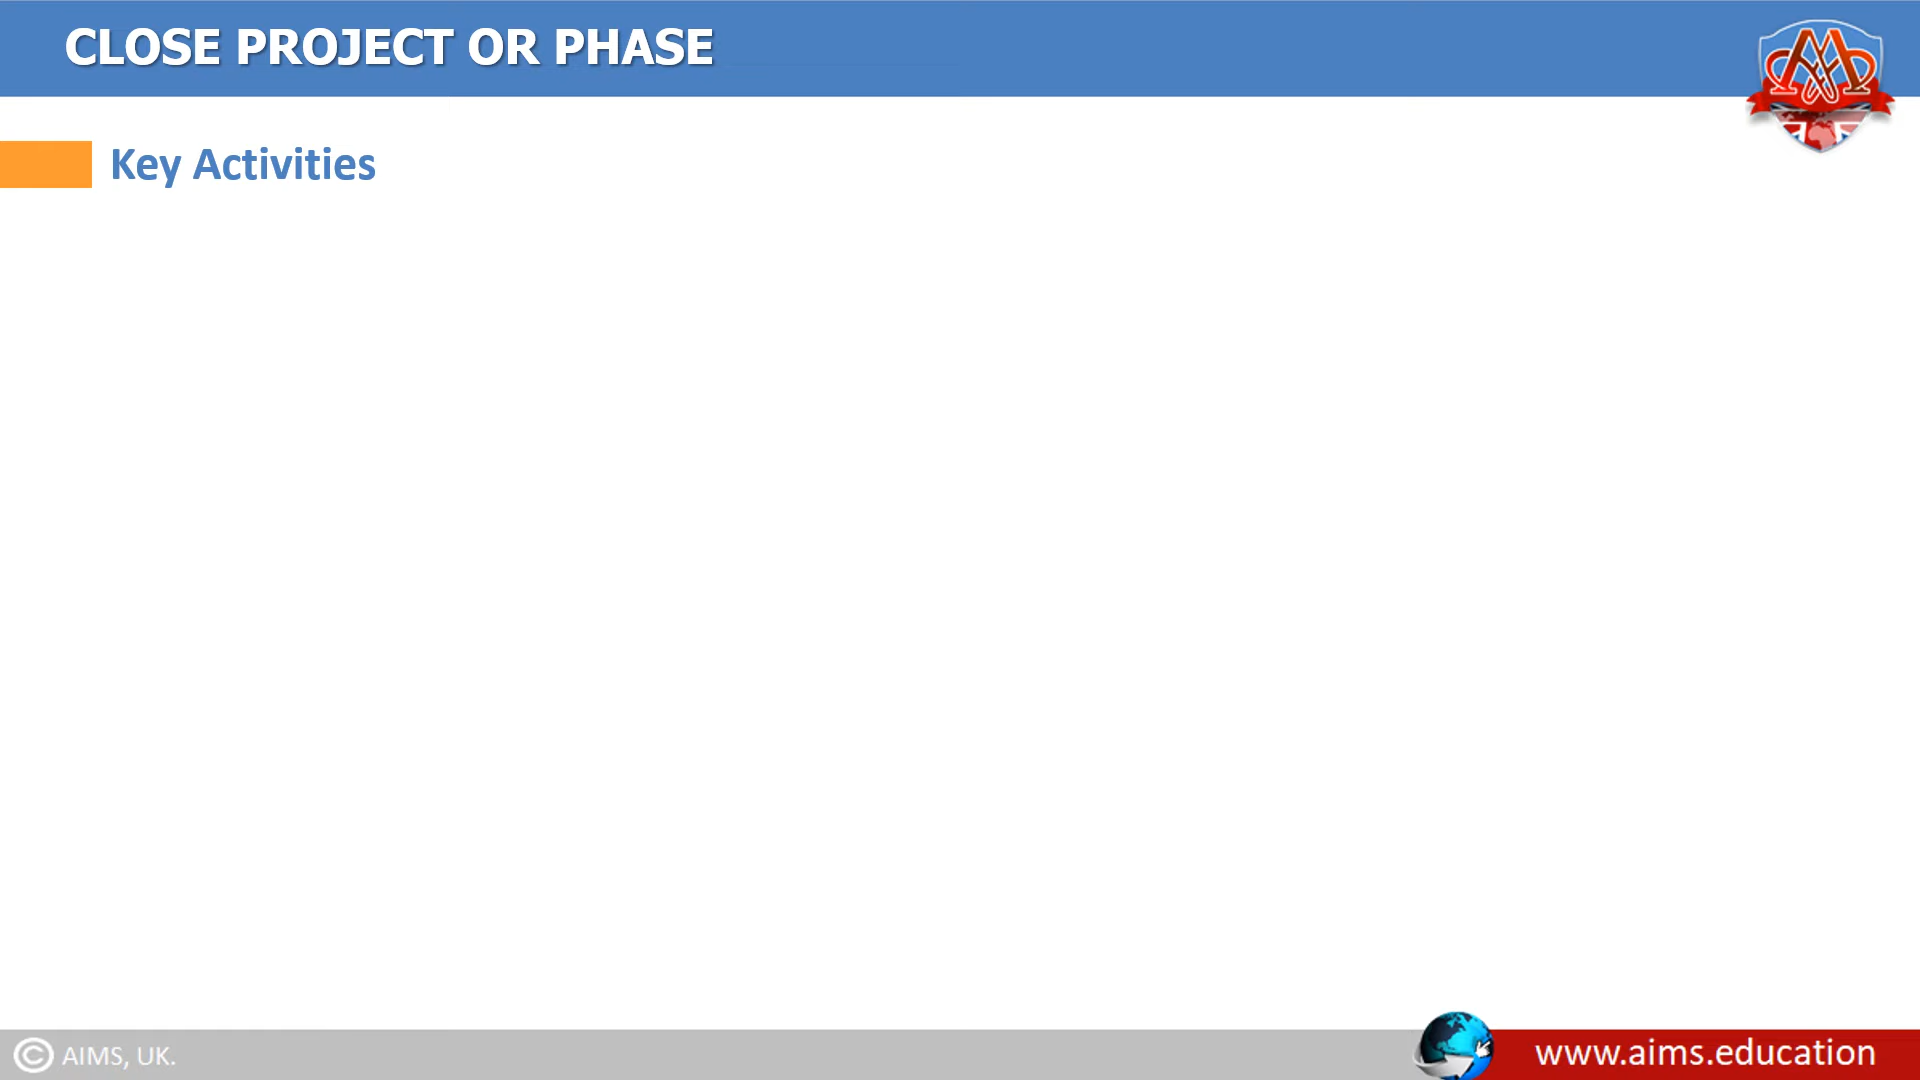 CLOSE PROJECT OR PHASE
Key Activities
© AIMS, UK.
www.aims.education